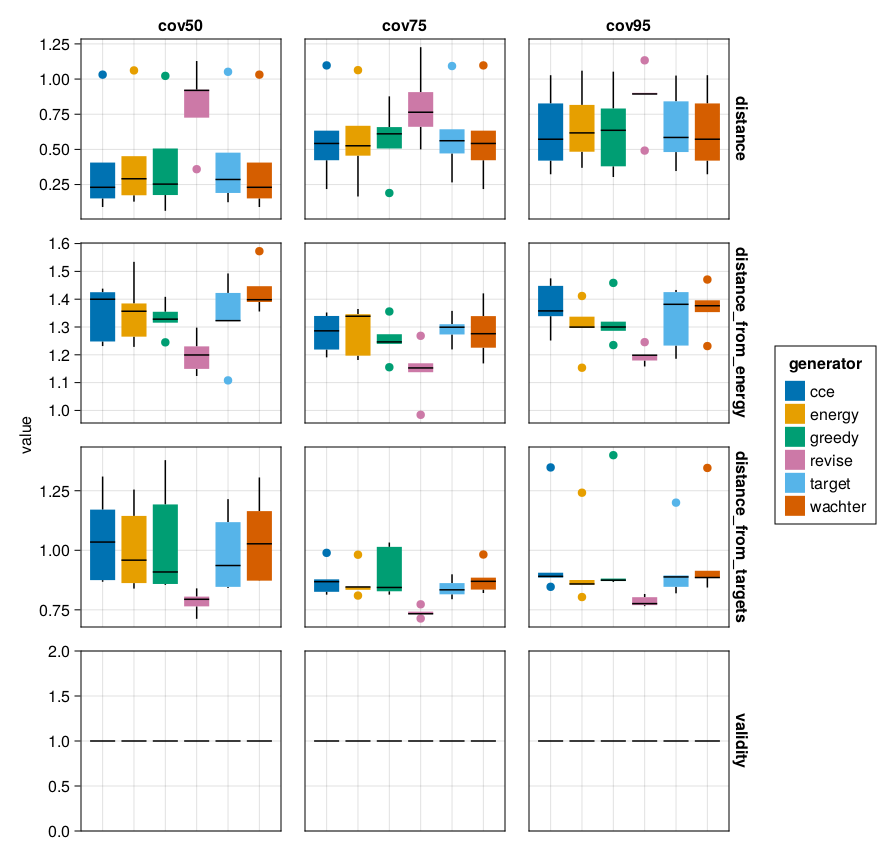 cov50 cov75 cov95
1.25
1.00
0.75
0.50
0.25
distance
1.6
1.5
1.4
1.3
1.2
1.1
1.0
distance_from_energy
value
1.25
1.00
0.75
distance_from_targets
2.0
1.5
1.0
0.5
0.0
validity
generator
cce
energy
greedy
revise
target
wachter